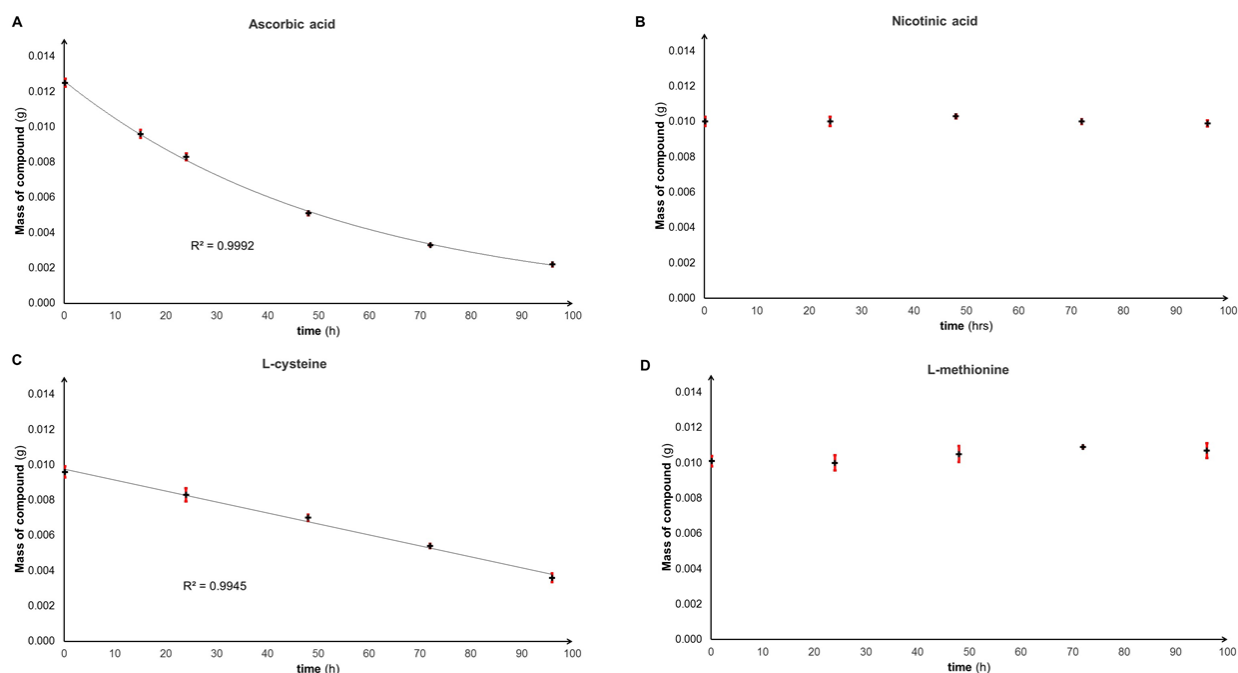 A
Ascorbic acid
Mass of compound (g)
0.014
0.012
0.010
0.008
0.006
0.004
0.002
0.000
R² = 0.9992
0 10 20 30 40 50 60 70 80 90 100
time (h)
B
Nicotinic acid
Mass of compound (g)
0.014
0.012
0.010
0.008
0.006
0.004
0.002
0.000
0 10 20 30 40 50 60 70 80 90 100
time (hrs)
C
L-cysteine
Mass of compound (g)
0.014
0.012
0.010
0.008
0.006
0.004
0.002
0.000
R² = 0.9945
0 10 20 30 40 50 60 70 80 90 100
time (h)
D
L-methionine
Mass of compound (g)
0.014
0.012
0.010
0.008
0.006
0.004
0.002
0.000
0 10 20 30 40 50 60 70 80 90 100
time (h)